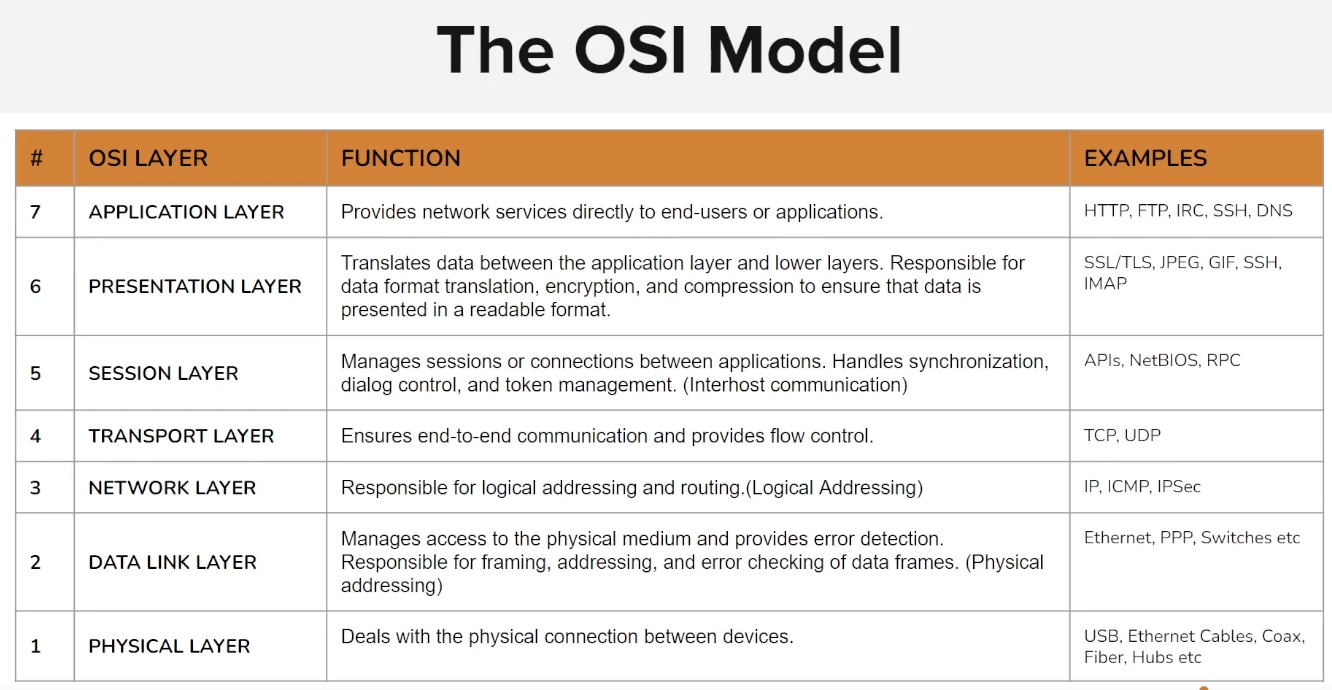 The OSI Model
# OSI LAYER FUNCTION EXAMPLES
7 APPLICATION LAYER Provides network services directly to end-users or applications. HTTP, FTP, IRC, SSH, DNS
6 PRESENTATION LAYER Translates data between the application layer and lower layers. Responsible for
data format translation, encryption, and compression to ensure that data is
presented in a readable format.
SSL/TLS, JPEG, GIF, SSH,
IMAP
5 SESSION LAYER Manages sessions or connections between applications. Handles synchronization,
dialog control, and token management. (Interhost communication)
APIs, NetBIOS, RPC
4 TRANSPORT LAYER Ensures end-to-end communication and provides flow control. TCP, UDP
3 NETWORK LAYER Responsible for logical addressing and routing.(Logical Addressing) IP, ICMP, IPSec
2 DATA LINK LAYER Manages access to the physical medium and provides error detection.
Responsible for framing, addressing, and error checking of data frames. (Physical
addressing)
Ethernet, PPP, Switches etc
1 PHYSICAL LAYER Deals with the physical connection between devices. USB, Ethernet Cables, Coax,
Fiber, Hubs etc